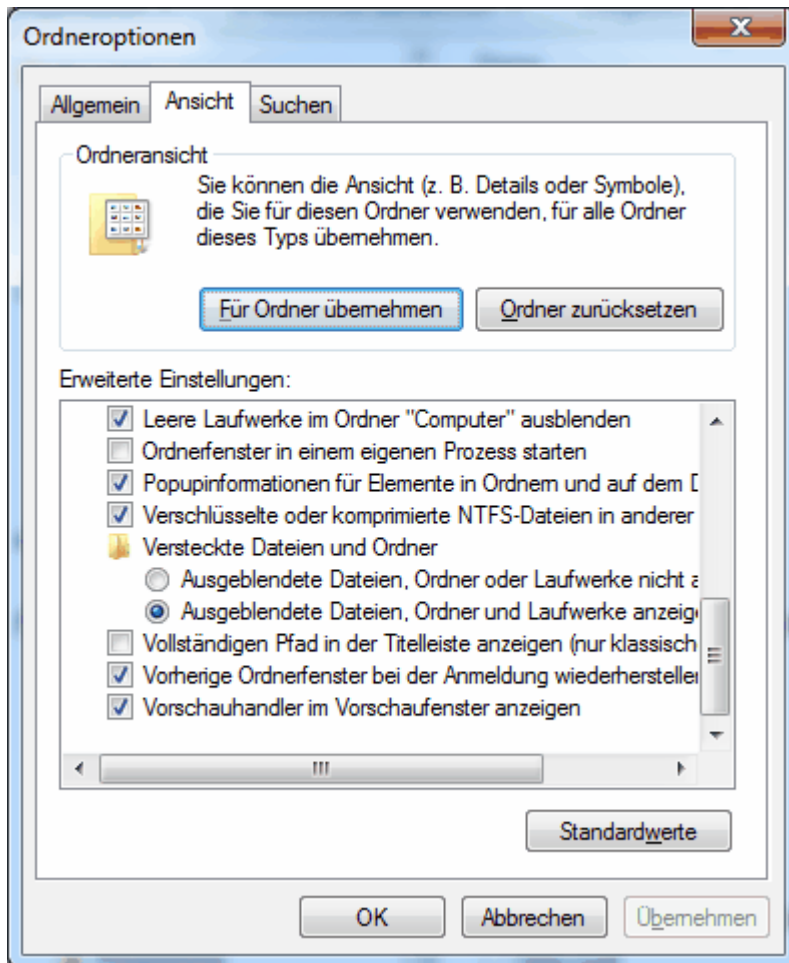 Ordneroptionen
Allgemein
Ansicht
Suchen
Ordneransicht
Sie können die Ansicht (z. B. Details oder Symbole),
die Sie für diesen Ordner verwenden, für alle Ordner
dieses Typs übernehmen.
Für Ordner übernehmen
Ordner zurücksetzen
Erweiterte Einstellungen:
Leere Laufwerke im Ordner "Computer" ausblenden
Ordnerfenster in einem eigenen Prozess starten
Popupinformationen für Elemente in Ordnern und auf dem
Verschlüsselte oder komprimierte NTFS-Dateien in anderer
Versteckte Dateien und Ordner
Ausgeblendete Dateien, Ordner oder Laufwerke nicht a
Ausgeblendete Dateien, Ordner und Laufwerke anzeig
Vollständigen Pfad in der Titelleiste anzeigen (nur klassisch
Vorherige Ordnerfenster bei der Anmeldung wiederherstelle
Vorschauhandler im Vorschaufenster anzeigen
Standardwerte
OK
Abbrechen
Übernehmen